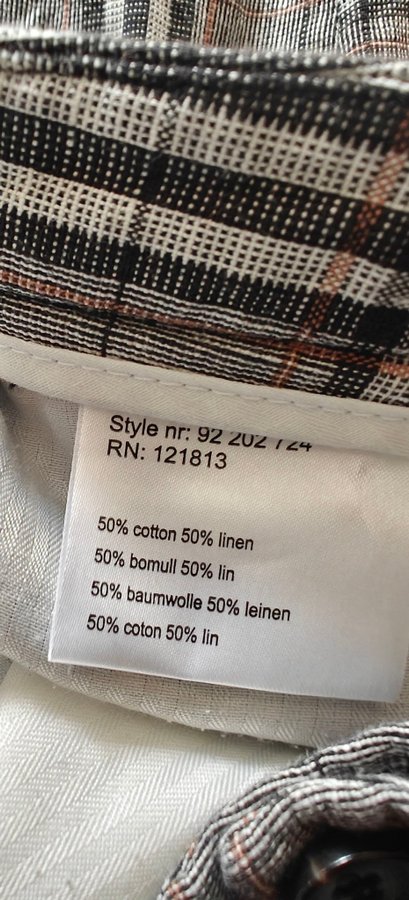 Style nr: 92 202 724
RN: 121813
50% cotton 50% linen
50% bomull 50% lin
50% baumwolle 50% leinen
50% coton 50% lin